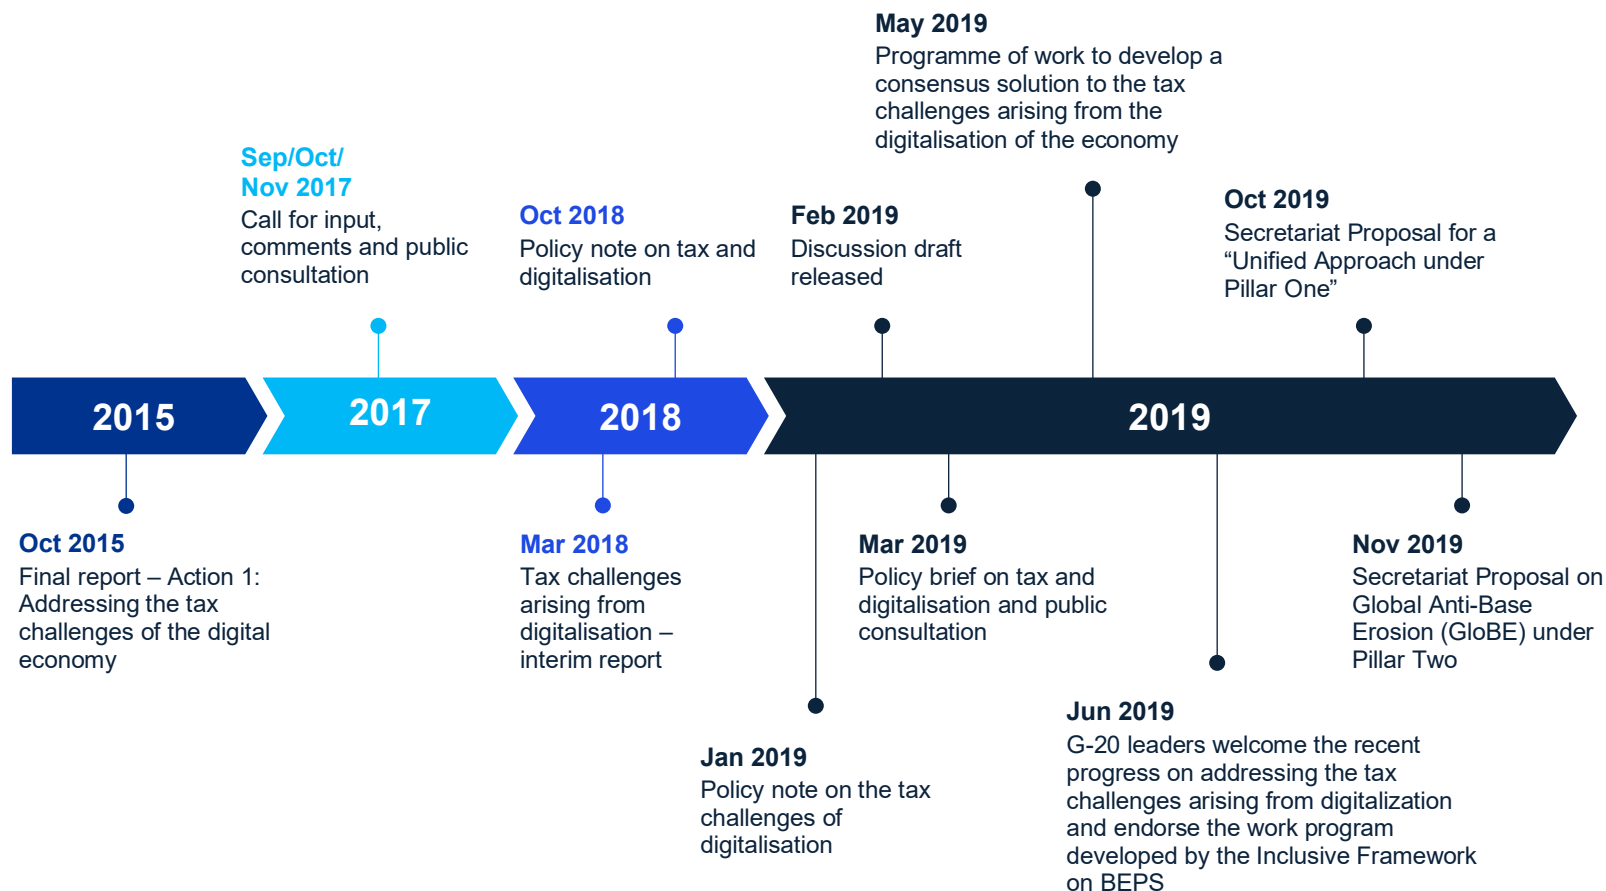 May 2019
Programme of work to develop a
consensus solution to the tax
challenges arising from the
digitalisation of the economy
Sep/Oct/
Nov 2017
Call for input,
comments and public
consultation
Oct 2018
Policy note on tax and
digitalisation
Feb 2019
Discussion draft
released
Oct 2019
Secretariat Proposal for a
“Unified Approach under
Pillar One”
2015
2017
2018
2019
Oct 2015
Final report – Action 1:
Addressing the tax
challenges of the digital
economy
Mar 2018
Tax challenges
arising from
digitalisation –
interim report
Jan 2019
Policy note on the tax
challenges of
digitalisation
Mar 2019
Policy brief on tax and
digitalisation and public
consultation
Jun 2019
G-20 leaders welcome the recent
progress on addressing the tax
challenges arising from digitalization
and endorse the work program
developed by the Inclusive Framework
on BEPS
Nov 2019
Secretariat Proposal on
Global Anti-Base
Erosion (GloBE) under
Pillar Two